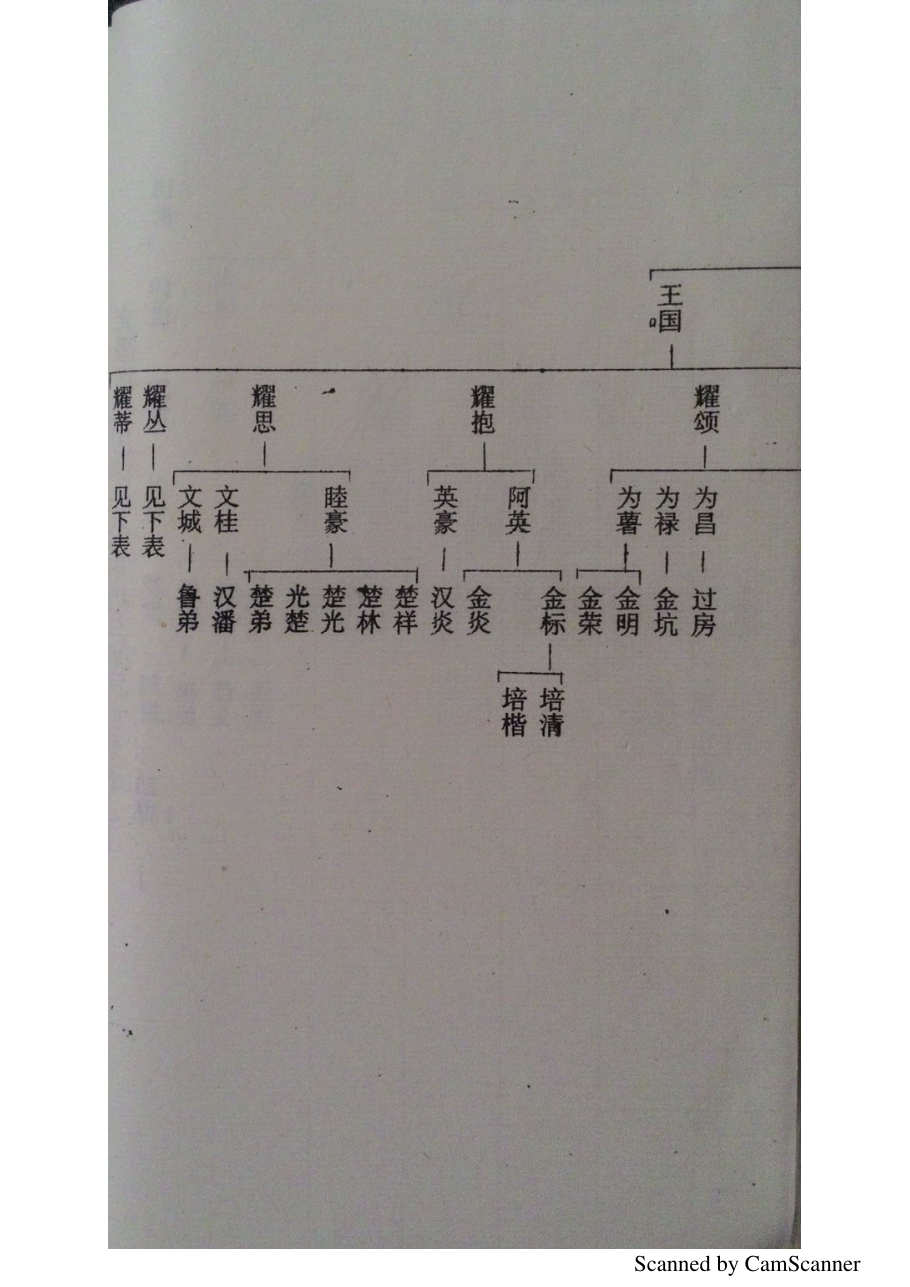 王国
耀颂
耀抱
耀思
耀丛
耀蒂
为昌
为禄
为薯
阿英
英豪
睦豪
文桂
文城
见下表
见下表
过房
金坑
金明
金荣
金标
金炎
汉炎
楚祥
楚林
楚光
光楚
楚弟
汉潘
鲁弟
培清
培楷
Scanned by CamScanner